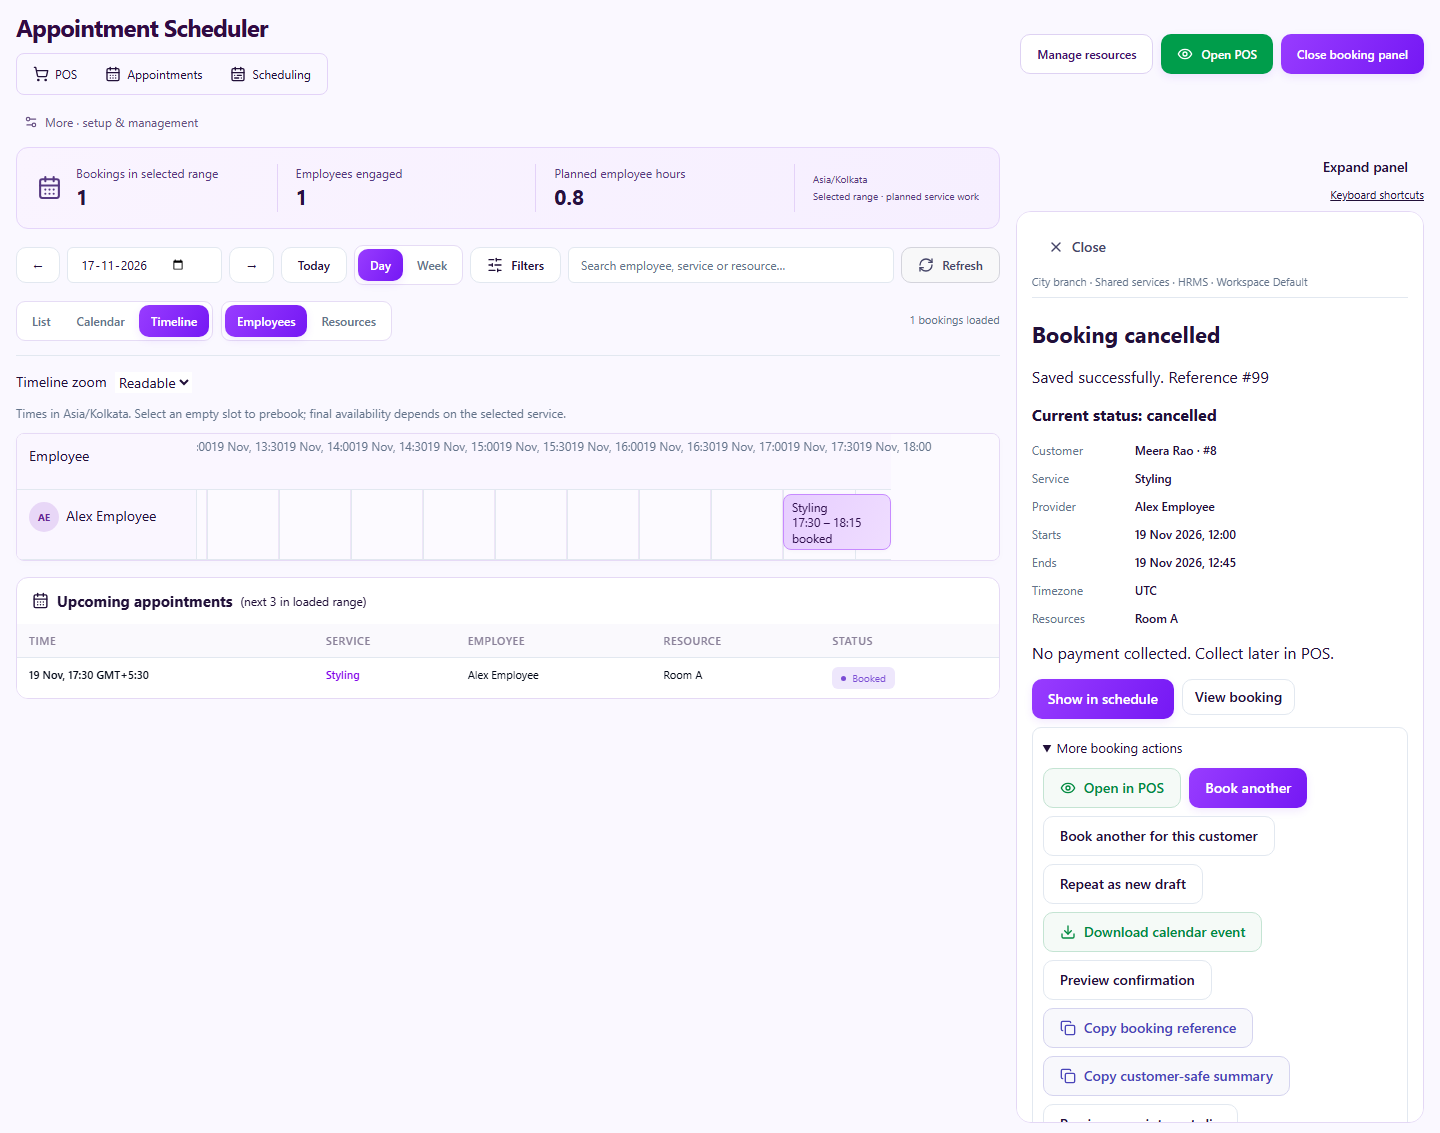 Appointment Scheduler
POS
Appointments
Scheduling
Manage resources
Open POS
Close booking panel
More · setup & management
Bookings in selected range
1
Employees engaged
1
Planned employee hours
0.8
Asia/Kolkata
Selected range · planned service work
←
17-11-2026
→
Today
Day
Week
Filters
Search employee, service or resource...
Refresh
List
Calendar
Timeline
Employees
Resources
1 bookings loaded
Timeline zoom
Readable
Times in Asia/Kolkata. Select an empty slot to prebook; final availability depends on the selected service.
Employee
:0019 Nov, 13:3019 Nov, 14:0019 Nov, 14:3019 Nov, 15:0019 Nov, 15:3019 Nov, 16:0019 Nov, 16:3019 Nov, 17:0019 Nov, 17:3019 Nov, 18:00
AE
Alex Employee
Styling
17:30 – 18:15
booked
Upcoming appointments (next 3 in loaded range)
TIME SERVICE EMPLOYEE RESOURCE STATUS
19 Nov, 17:30 GMT+5:30 Styling Alex Employee Room A Booked
Expand panel
Keyboard shortcuts
Close
City branch · Shared services · HRMS · Workspace Default
Booking cancelled
Saved successfully. Reference #99
Current status: cancelled
Customer Meera Rao · #8
Service Styling
Provider Alex Employee
Starts 19 Nov 2026, 12:00
Ends 19 Nov 2026, 12:45
Timezone UTC
Resources Room A
No payment collected. Collect later in POS.
Show in schedule
View booking
▼ More booking actions
Open in POS
Book another
Book another for this customer
Repeat as new draft
Download calendar event
Preview confirmation
Copy booking reference
Copy customer-safe summary